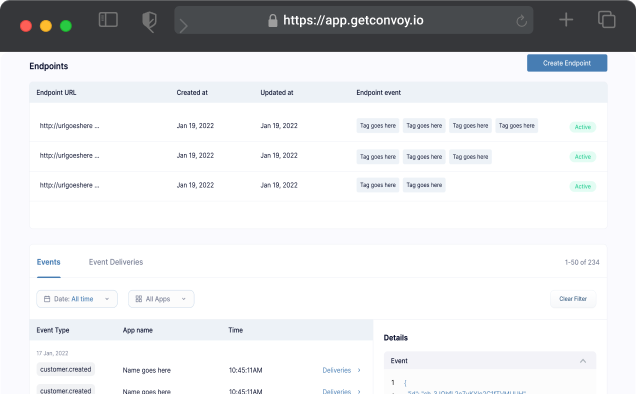 https://app.getconvoy.io
Endpoints
Create Endpoint
Endpoint URL Created at Updated at Endpoint event
http://urlgoeshere ... Jan 19, 2022 Jan 19, 2022 Tag goes here Tag goes here Tag goes here Tag goes here Active
http://urlgoeshere ... Jan 19, 2022 Jan 19, 2022 Tag goes here Tag goes here Tag goes here Active
http://urlgoeshere ... Jan 19, 2022 Jan 19, 2022 Tag goes here Tag goes here Active
Events Event Deliveries 1-50 of 234
Date: All time All Apps Clear Filter
Event Type App name Time
17 Jan, 2022
customer.created Name goes here 10:45:11AM Deliveries
customer.created Name goes here 10:45:11AM Deliveries
Details
Event
1 {